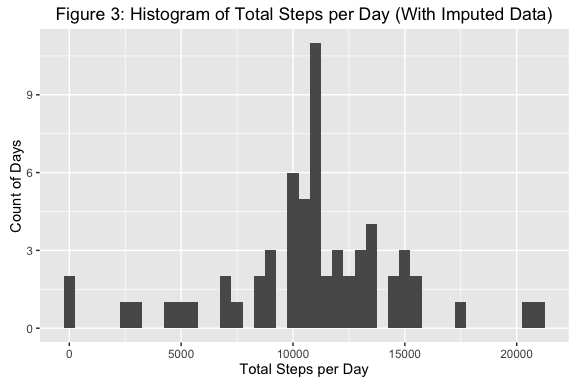 Figure 3: Histogram of Total Steps per Day (With Imputed Data)
Count of Days
9
6
3
0
0 5000 10000 15000 20000
Total Steps per Day